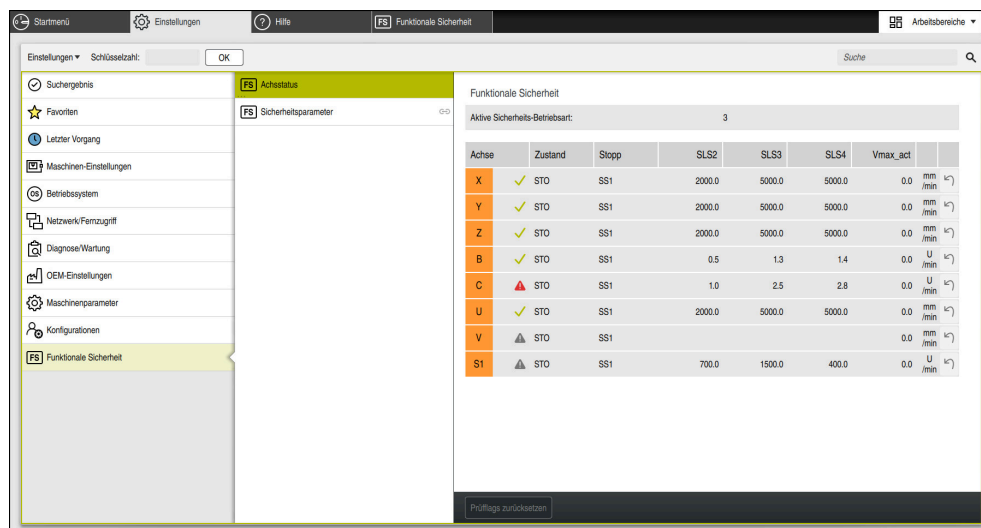 Startmenü
Einstellungen
? Hilfe
FS Funktionale Sicherheit
Arbeitsbereiche
Einstellungen Schlüsselzahl: OK
Suche
Suchergebnis
Favoriten
Letzter Vorgang
Maschinen-Einstellungen
OS Betriebssystem
Netzwerk/Fernzugriff
Diagnose/Wartung
OEM-Einstellungen
Maschinenparameter
Konfigurationen
FS Funktionale Sicherheit
FS Achsstatus
FS Sicherheitsparameter
Funktionale Sicherheit
Aktive Sicherheits-Betriebsart: 3
Achse Zustand Stopp SLS2 SLS3 SLS4 Vmax_act
X STO SS1 2000.0 5000.0 5000.0 0.0 mm/min
Y STO SS1 2000.0 5000.0 5000.0 0.0 mm/min
Z STO SS1 2000.0 5000.0 5000.0 0.0 mm/min
B STO SS1 0.5 1.3 1.4 0.0 U/min
C STO SS1 1.0 2.5 2.8 0.0 U/min
U STO SS1 2000.0 5000.0 5000.0 0.0 mm/min
V STO SS1 0.0 mm/min
S1 STO SS1 700.0 1500.0 400.0 0.0 U/min
Prüfflags zurücksetzen